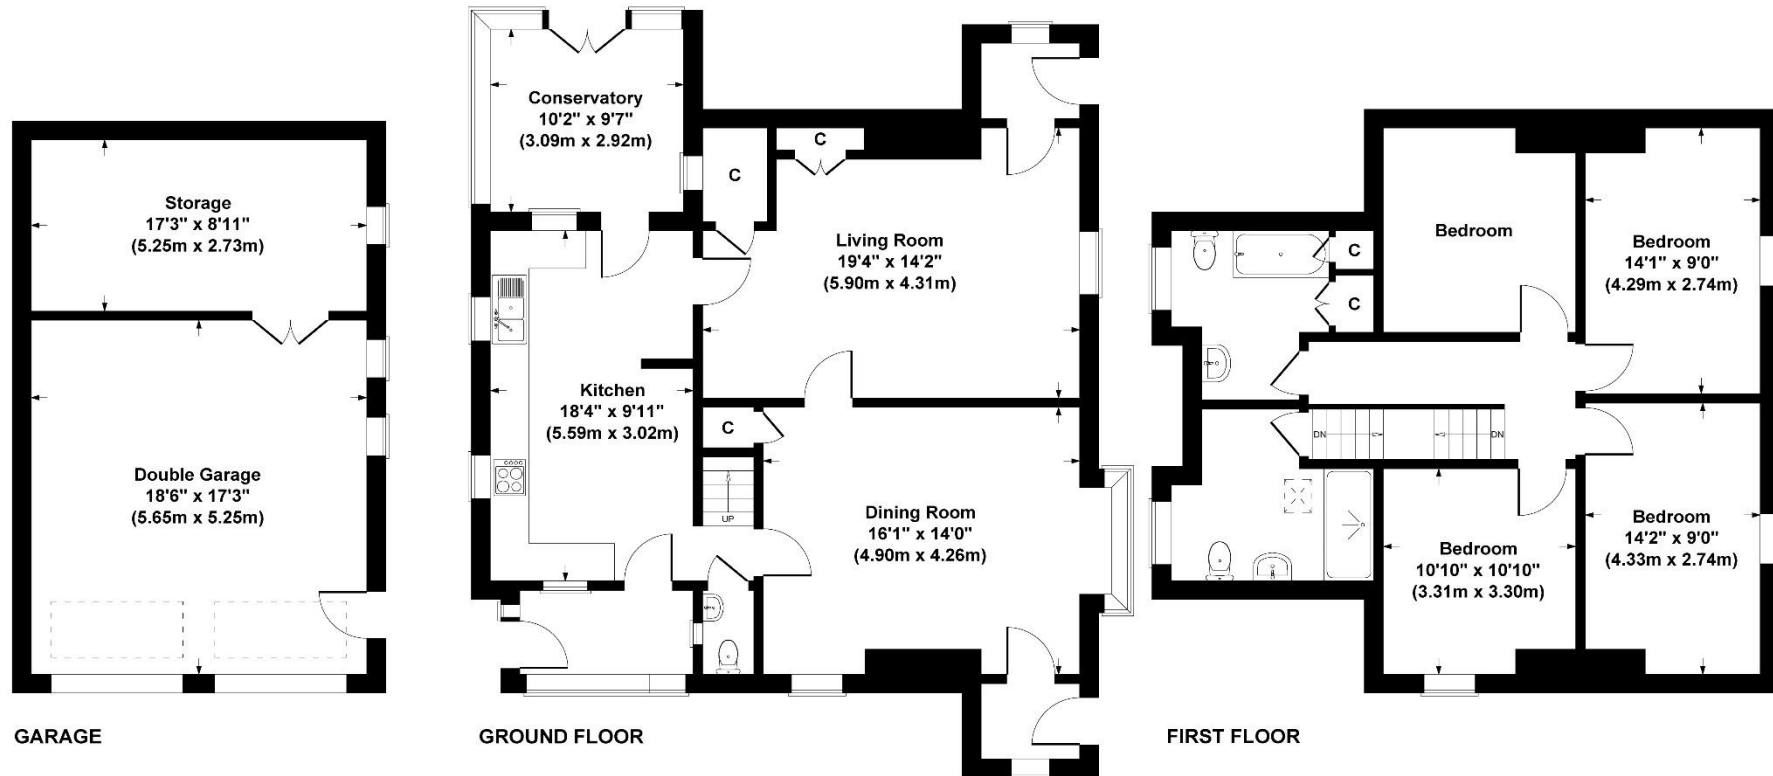 Storage
17'3" x 8'11"
(5.25m x 2.73m)
Double Garage
18'6" x 17'3"
(5.65m x 5.25m)
GARAGE
Conservatory
10'2" x 9'7"
(3.09m x 2.92m)
C
C
Living Room
19'4" x 14'2"
(5.90m x 4.31m)
Kitchen
18'4" x 9'11"
(5.59m x 3.02m)
C
UP
Dining Room
16'1" x 14'0"
(4.90m x 4.26m)
GROUND FLOOR
Bedroom
Bedroom
14'1" x 9'0"
(4.29m x 2.74m)
C
C
DN
DN
Bedroom
10'10" x 10'10"
(3.31m x 3.30m)
Bedroom
14'2" x 9'0"
(4.33m x 2.74m)
FIRST FLOOR